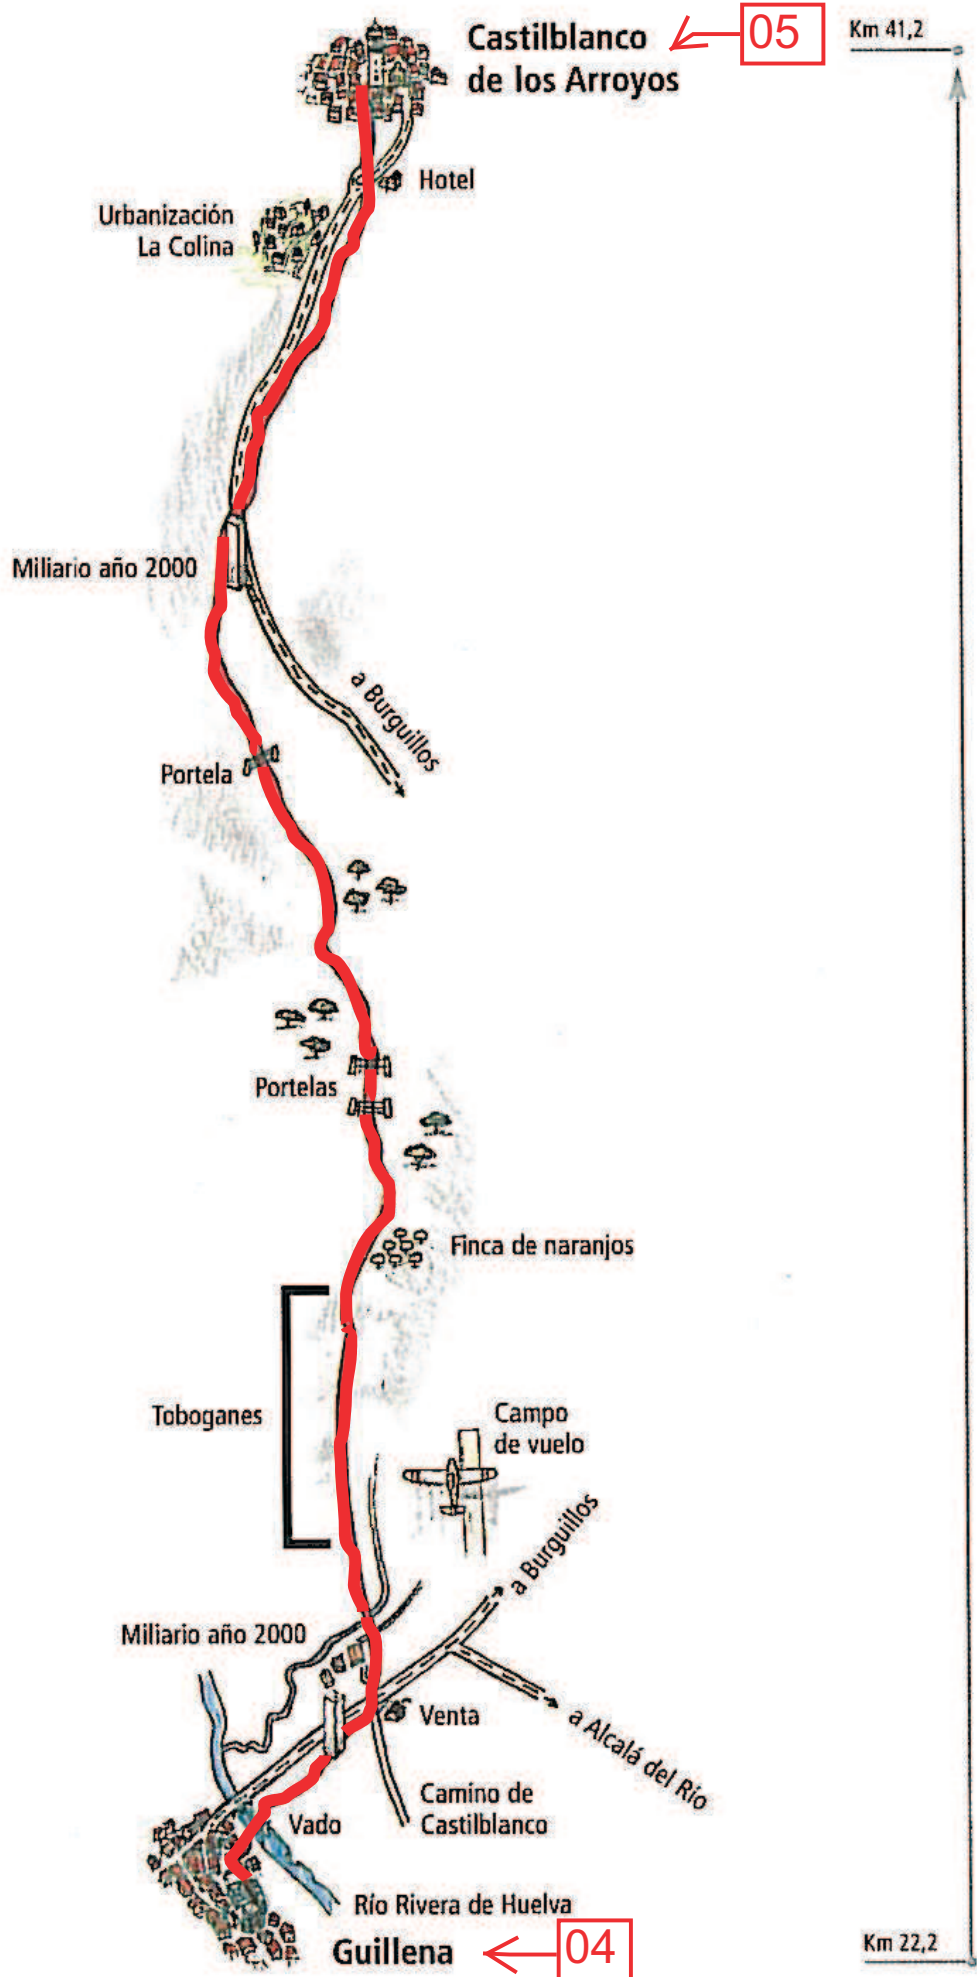 Castilblanco
de los Arroyos
05
Km 41,2
Hotel
Urbanización
La Colina
Miliario año 2000
a Burguillos
Portela
Portelas
Finca de naranjos
Toboganes
Campo
de vuelo
a Burguillos
Miliario año 2000
Venta
a Alcalá del Río
Camino de
Castilblanco
Vado
Río Rivera de Huelva
Guillena
04
Km 22,2